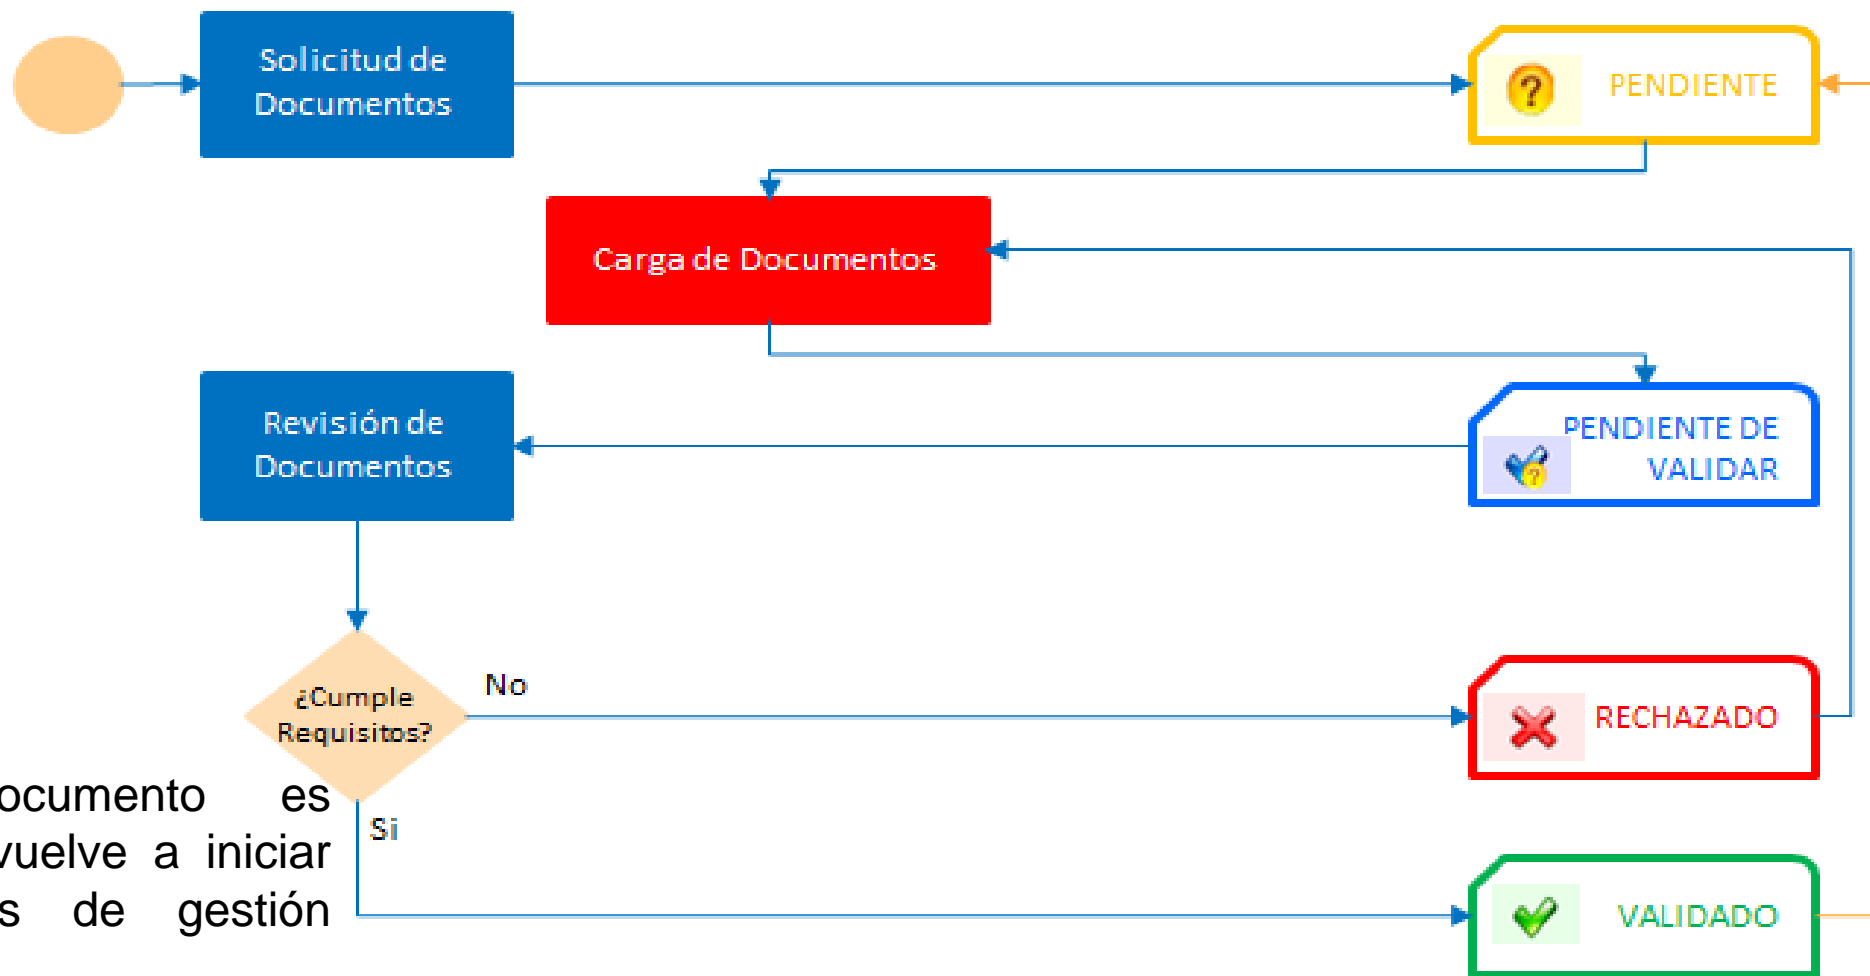 Solicitud de
Documentos
PENDIENTE
Carga de Documentos
Revisión de
Documentos
PENDIENTE DE
VALIDAR
¿Cumple
Requisitos?
No
RECHAZADO
Si
VALIDADO
es
vuelve a iniciar
de gestión